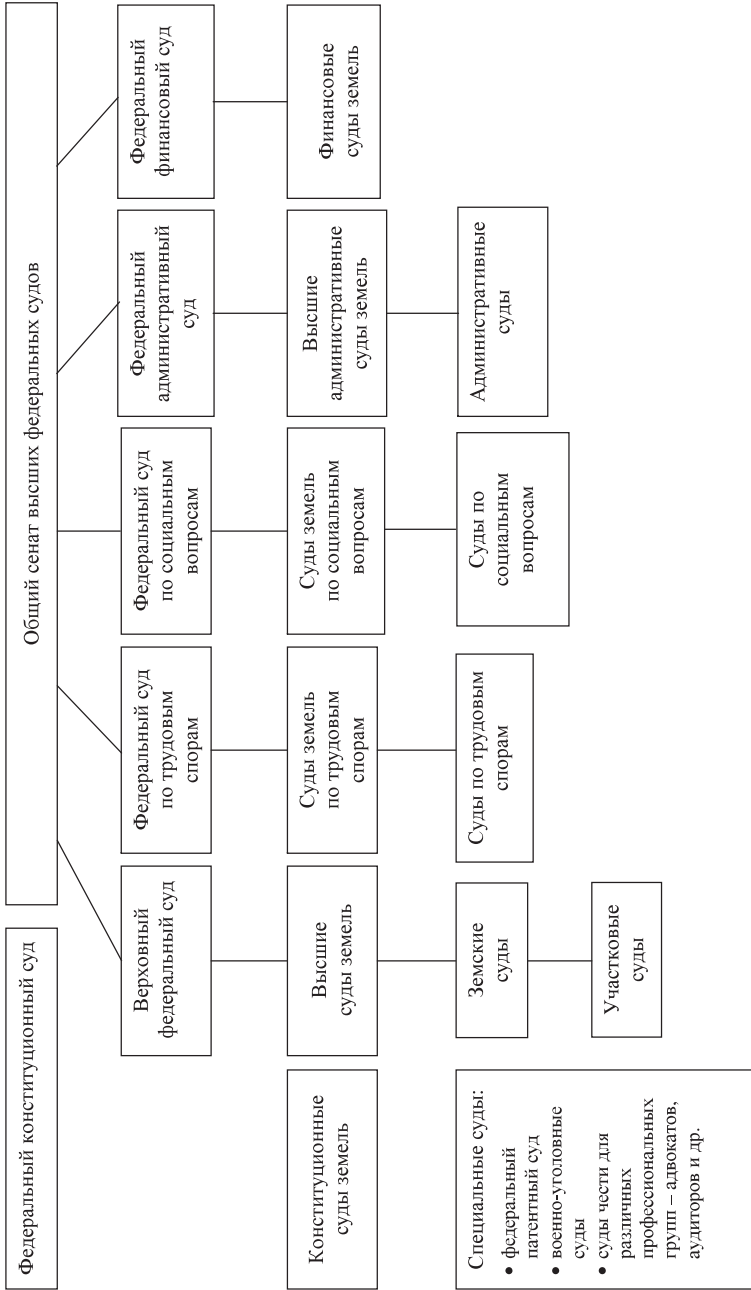 Федеральный конституционный суд
Общий сенат высших федеральных судов
Верховный
федеральный суд
Федеральный суд
по трудовым
спорам
Федеральный суд
по социальным
вопросам
Федеральный
административный
суд
Федеральный
финансовый суд
Конституционные
суды земель
Высшие
суды земель
Суды земель
по трудовым
спорам
Суды земель
по социальным
вопросам
Высшие
административные
суды земель
Финансовые
суды земель
Специальные суды:
• федеральный
патентный суд
• военно-уголовные
суды
• суды чести для
различных
профессиональных
групп – адвокатов,
аудиторов и др.
Земские
суды
Суды по трудовым
спорам
Суды по
социальным
вопросам
Административные
суды
Участковые
суды